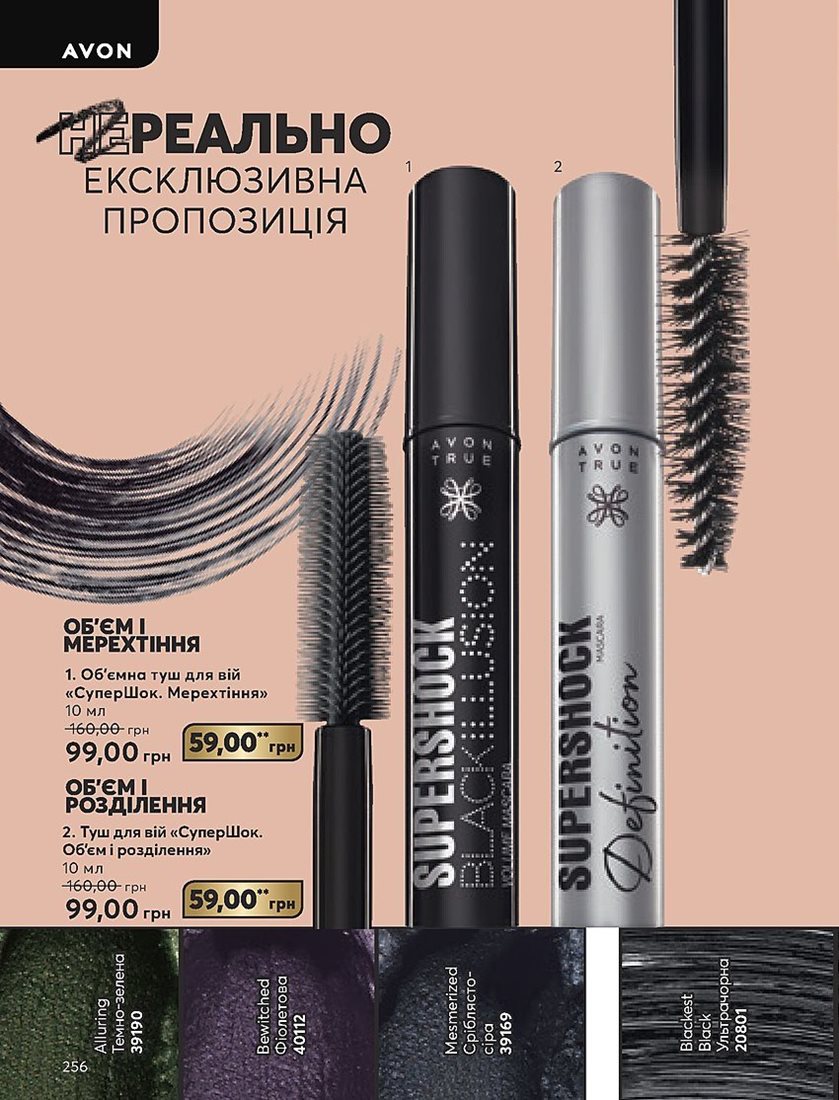 AVON
НЕРЕАЛЬНО
ЕКСКЛЮЗИВНА
ПРОПОЗИЦІЯ
1
2
AVON
TRUE
SUPERSHOCK
BLACK ILLUSION
VOLUME MASCARA
AVON
TRUE
SUPERSHOCK
MASCARA
Definition
ОБ'ЄМ І
МЕРЕХТІННЯ
1. Об'ємна туш для вій
«СуперШок. Мерехтіння»
10 мл
160,00 грн
99,00 грн
59,00** грн
ОБ'ЄМ І
РОЗДІЛЕННЯ
2. Туш для вій «СуперШок.
Об'єм і розділення»
10 мл
160,00 грн
99,00 грн
59,00** грн
Alluring
Темно-зелена
39190
Bewitched
Фіолетова
40112
Mesmerized
Сріблясто-
сіра
39169
Blackest
Black
Ультрачорна
20801
256